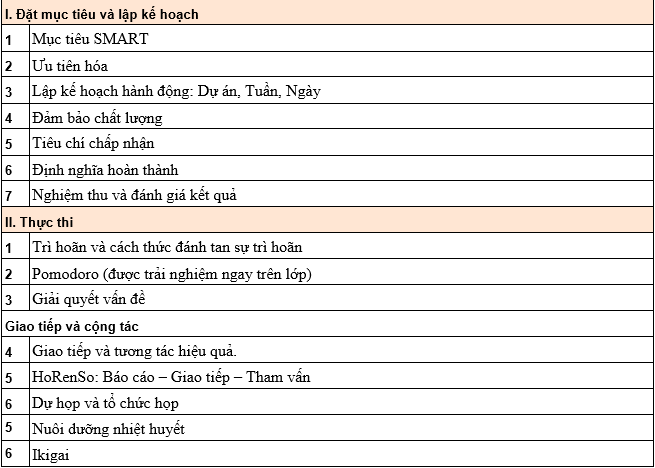 I. Đặt mục tiêu và lập kế hoạch
1 Mục tiêu SMART
2 Ưu tiên hóa
3 Lập kế hoạch hành động: Dự án, Tuần, Ngày
4 Đảm bảo chất lượng
5 Tiêu chí chấp nhận
6 Định nghĩa hoàn thành
7 Nghiệm thu và đánh giá kết quả
II. Thực thi
1 Trì hoãn và cách thức đánh tan sự trì hoãn
2 Pomodoro (được trải nghiệm ngay trên lớp)
3 Giải quyết vấn đề
Giao tiếp và cộng tác
4 Giao tiếp và tương tác hiệu quả.
5 HoRenSo: Báo cáo – Giao tiếp – Tham vấn
6 Dự họp và tổ chức họp
5 Nuôi dưỡng nhiệt huyết
6 Ikigai